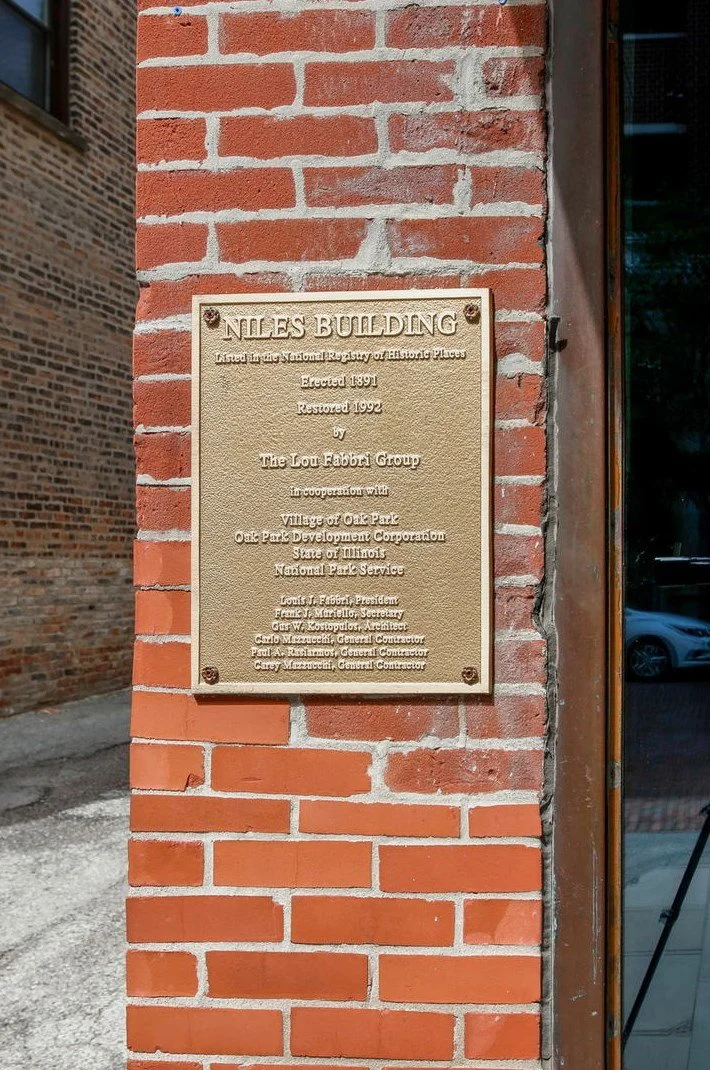 NILES BUILDING
Listed in the National Registry of Historic Places
Erected 1891
Restored 1992
by
The Lou Fabbri Group
in cooperation with
Village of Oak Park
Oak Park Development Corporation
State of Illinois
National Park Service
Louis J. Fabbri, President
Frank J. Muriello, Secretary
Gus W. Kostopulos, Architect
Carlo Mazzucchi, General Contractor
Paul A. General Contractor
Carey Mazzucchi, General Contractor